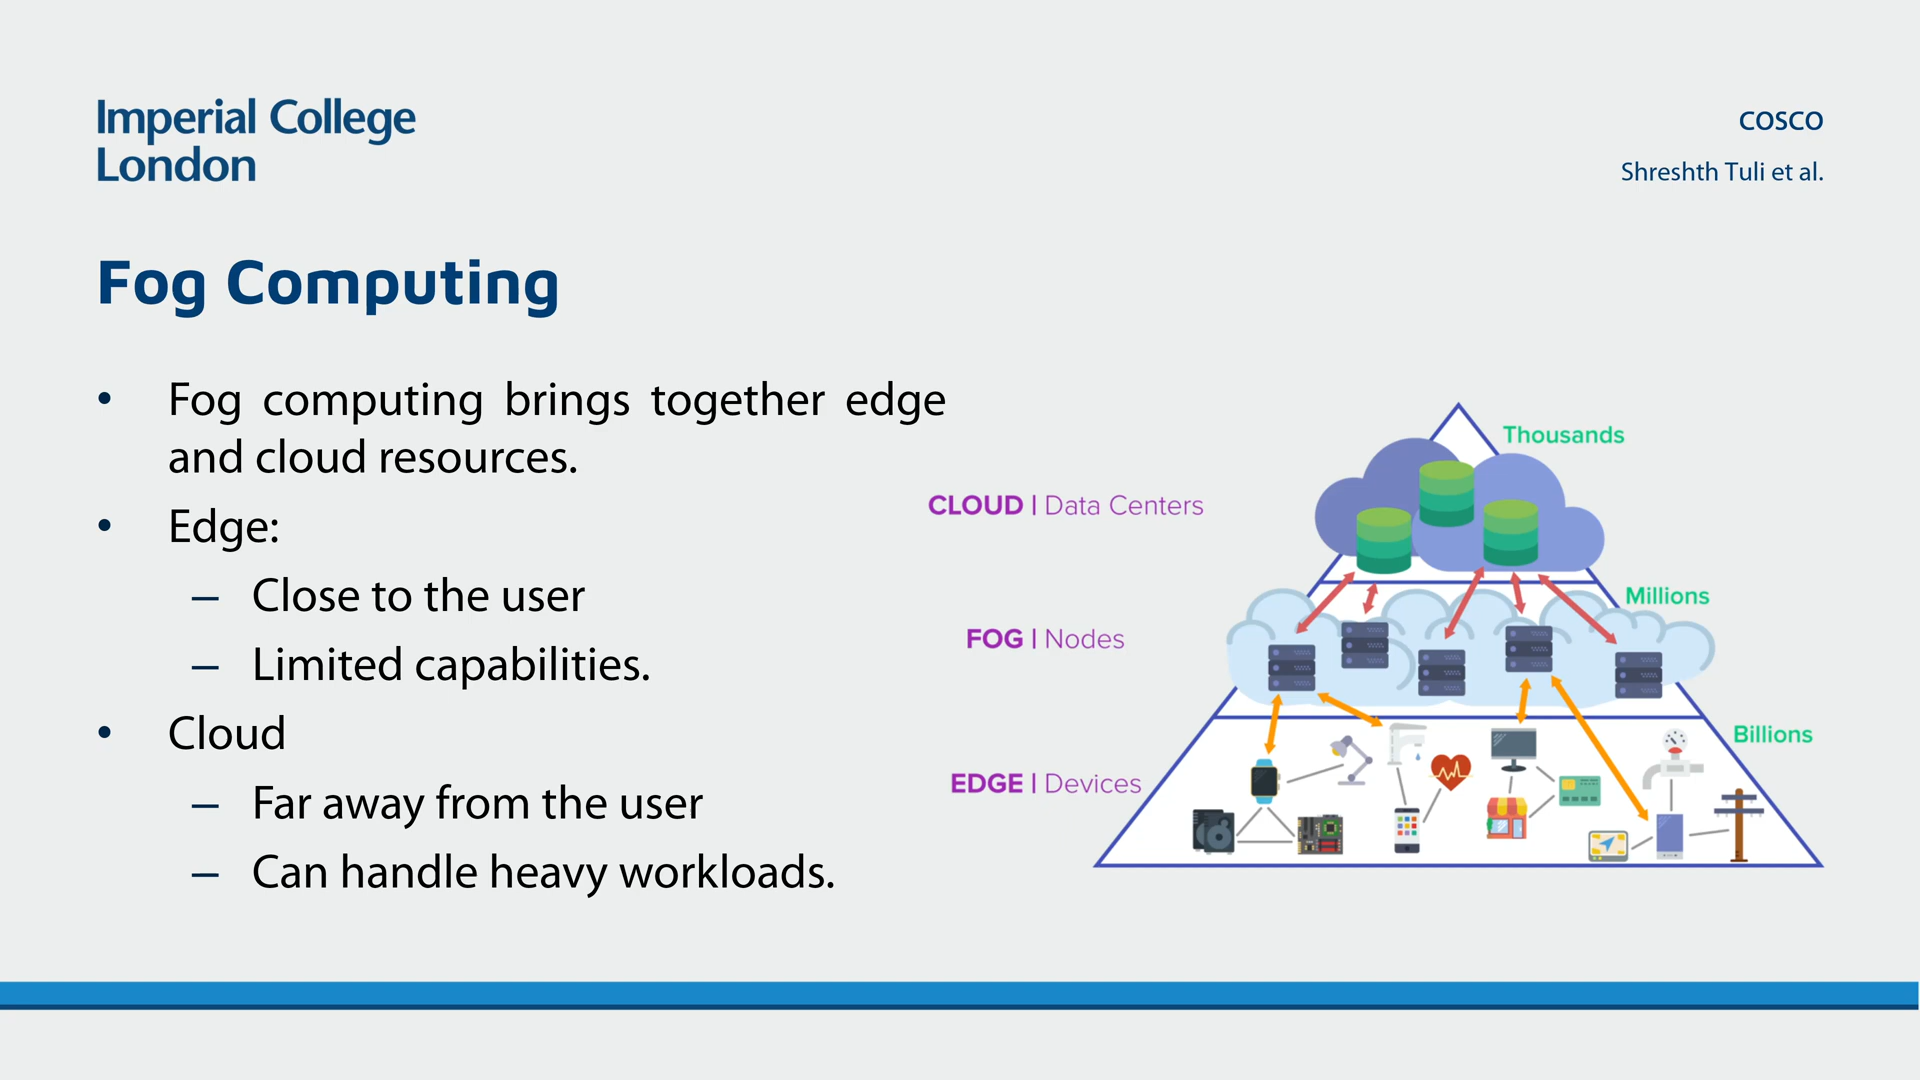 Imperial College
London
COSCO
Shreshth Tuli et al.
Fog Computing
• Fog computing brings together edge
and cloud resources.
• Edge:
– Close to the user
– Limited capabilities.
• Cloud
– Far away from the user
– Can handle heavy workloads.
Thousands
CLOUD | Data Centers
Millions
FOG | Nodes
Billions
EDGE | Devices